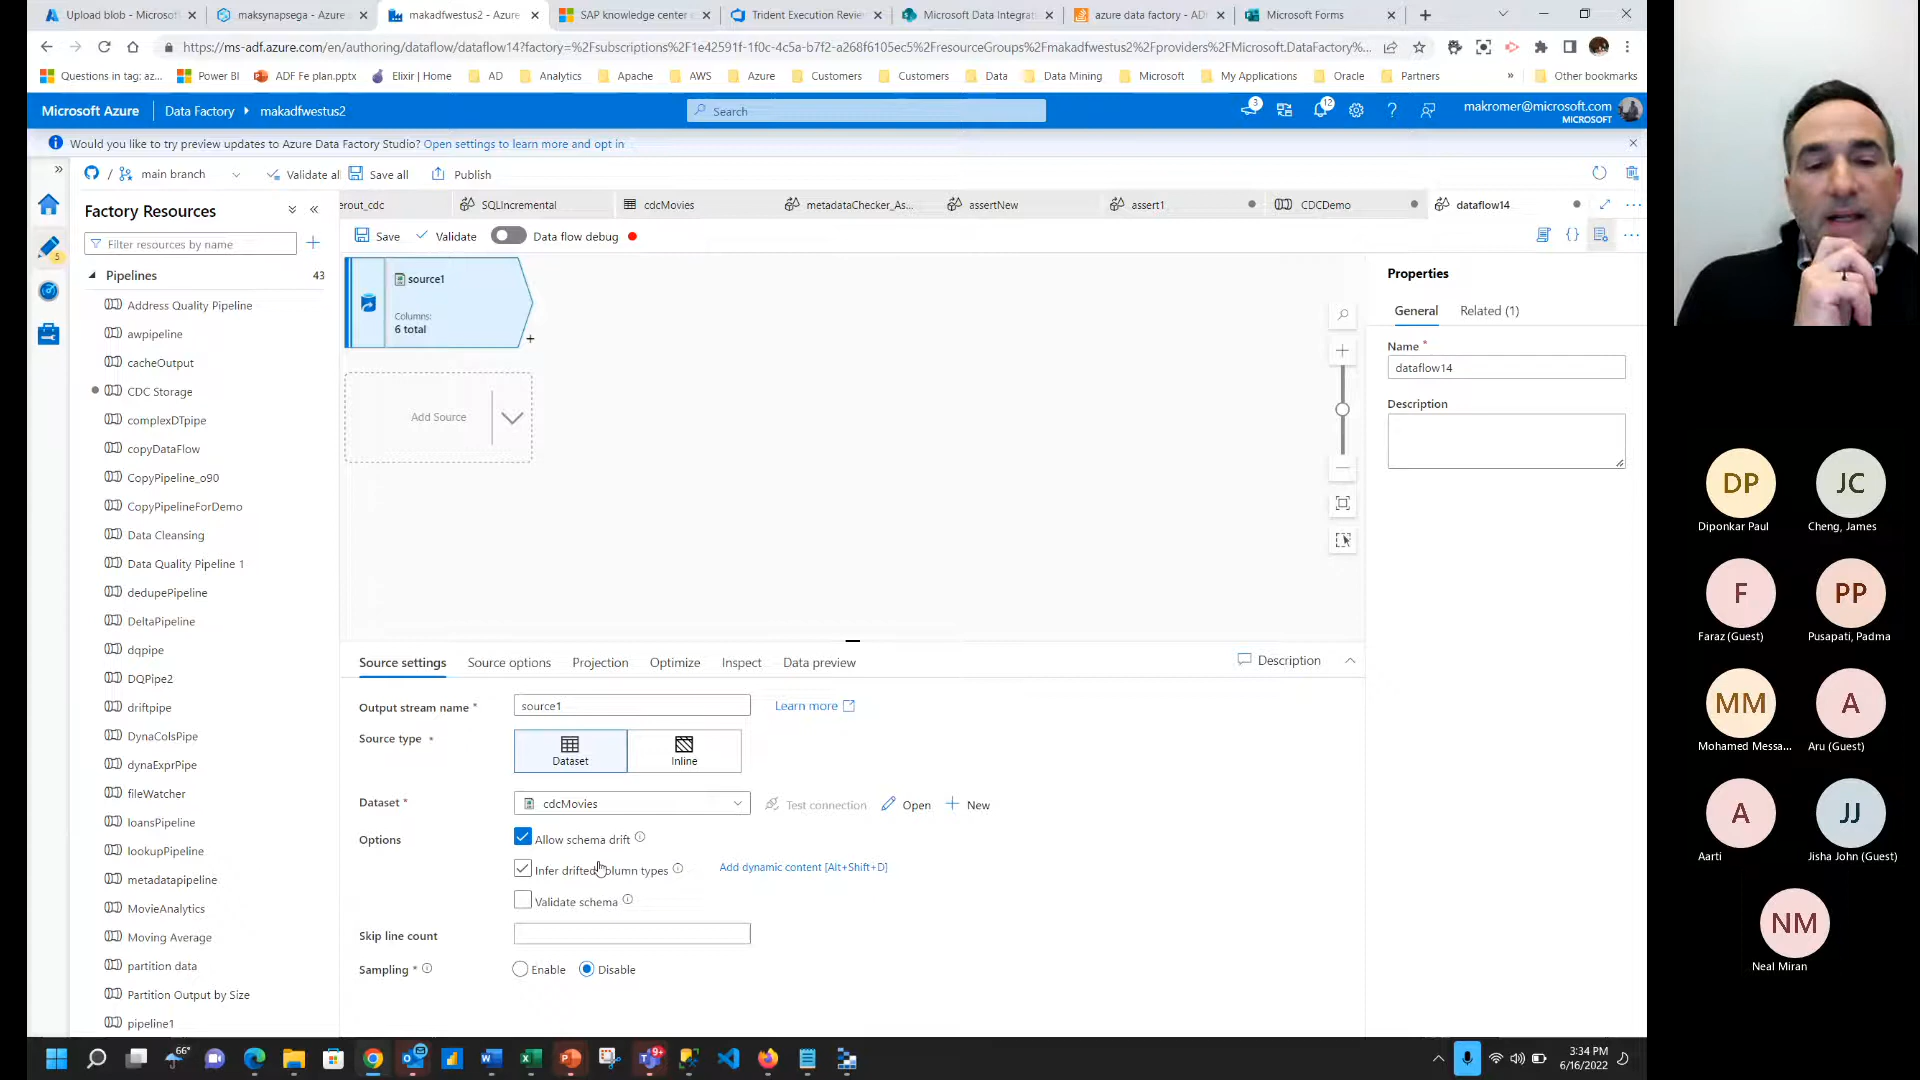 Upload blob - Microsoft
maksynapsega - Azure
makadfwestus2 - Azure
SAP knowledge center
Trident Execution Revie
Microsoft Data Integrat
azure data factory - AD
Microsoft Forms
https://ms-adf.azure.com/en/authoring/dataflow/dataflow14?factory=%2Fsubscriptions%2F1e42591f-1f0c-4c5a-b7f2-a268f6105ec5%2FresourceGroups%2Fmakadfwestus2%2Fproviders%2FMicrosoft.DataFactory%...
Questions in tag: az...
Power BI
ADF Fe plan.pptx
Elixir | Home
AD
Analytics
Apache
AWS
Azure
Customers
Customers
Data
Data Mining
Microsoft
My Applications
Oracle
Partners
»
Other bookmarks
Microsoft Azure
Data Factory
makadfwestus2
Search
3
12
makromer@microsoft.com
MICROSOFT
Would you like to try preview updates to Azure Data Factory Studio? Open settings to learn more and opt in
/
main branch
Validate all
Save all
Publish
5
Factory Resources
Filter resources by name
Pipelines 43
Address Quality Pipeline
awpipeline
cacheOutput
CDC Storage
complexDTpipe
copyDataFlow
CopyPipeline_o90
CopyPipelineForDemo
Data Cleansing
Data Quality Pipeline 1
dedupePipeline
DeltaPipeline
dqpipe
DQPipe2
driftpipe
DynaColsPipe
dynaExprPipe
fileWatcher
loansPipeline
lookupPipeline
metadatapipeline
MovieAnalytics
Moving Average
partition data
Partition Output by Size
pipeline1
erout_cdc
SQLIncremental
cdcMovies
metadataChecker_As...
assertNew
assert1
CDCDemo
dataflow14
Save
Validate
Data flow debug
source1
Columns:
6 total
Add Source
Properties
General
Related (1)
Name *
dataflow14
Description
Source settings
Source options
Projection
Optimize
Inspect
Data preview
Description
Output stream name *
source1
Learn more
Source type *
Dataset
Inline
Dataset *
cdcMovies
Test connection
Open
New
Options
Allow schema drift
Infer drifted column types
Add dynamic content [Alt+Shift+D]
Validate schema
Skip line count
Sampling *
Enable
Disable
66°
9+
3:34 PM
6/16/2022
DP
Diponkar Paul
JC
Cheng, James
F
Faraz (Guest)
PP
Pusapati, Padma
MM
Mohamed Messa...
A
Aru (Guest)
A
Aarti
JJ
Jisha John (Guest)
NM
Neal Miran